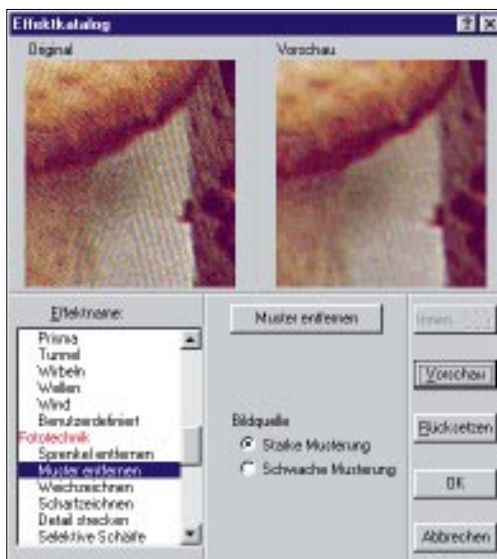 Effektkatalog
Original
Vorschau
Effektname:
Prisma
Tunnel
Wirbeln
Wellen
Wind
Benutzerdefiniert
Fototechnik
Sprenkel entfernen
Muster entfernen
Weichzeichnen
Scharfzeichnen
Detail strecken
Selektive Schärfe
Muster entfernen
Bildquelle
Starke Musterung
Schwache Musterung
Vorschau
Rücksetzen
OK
Abbrechen